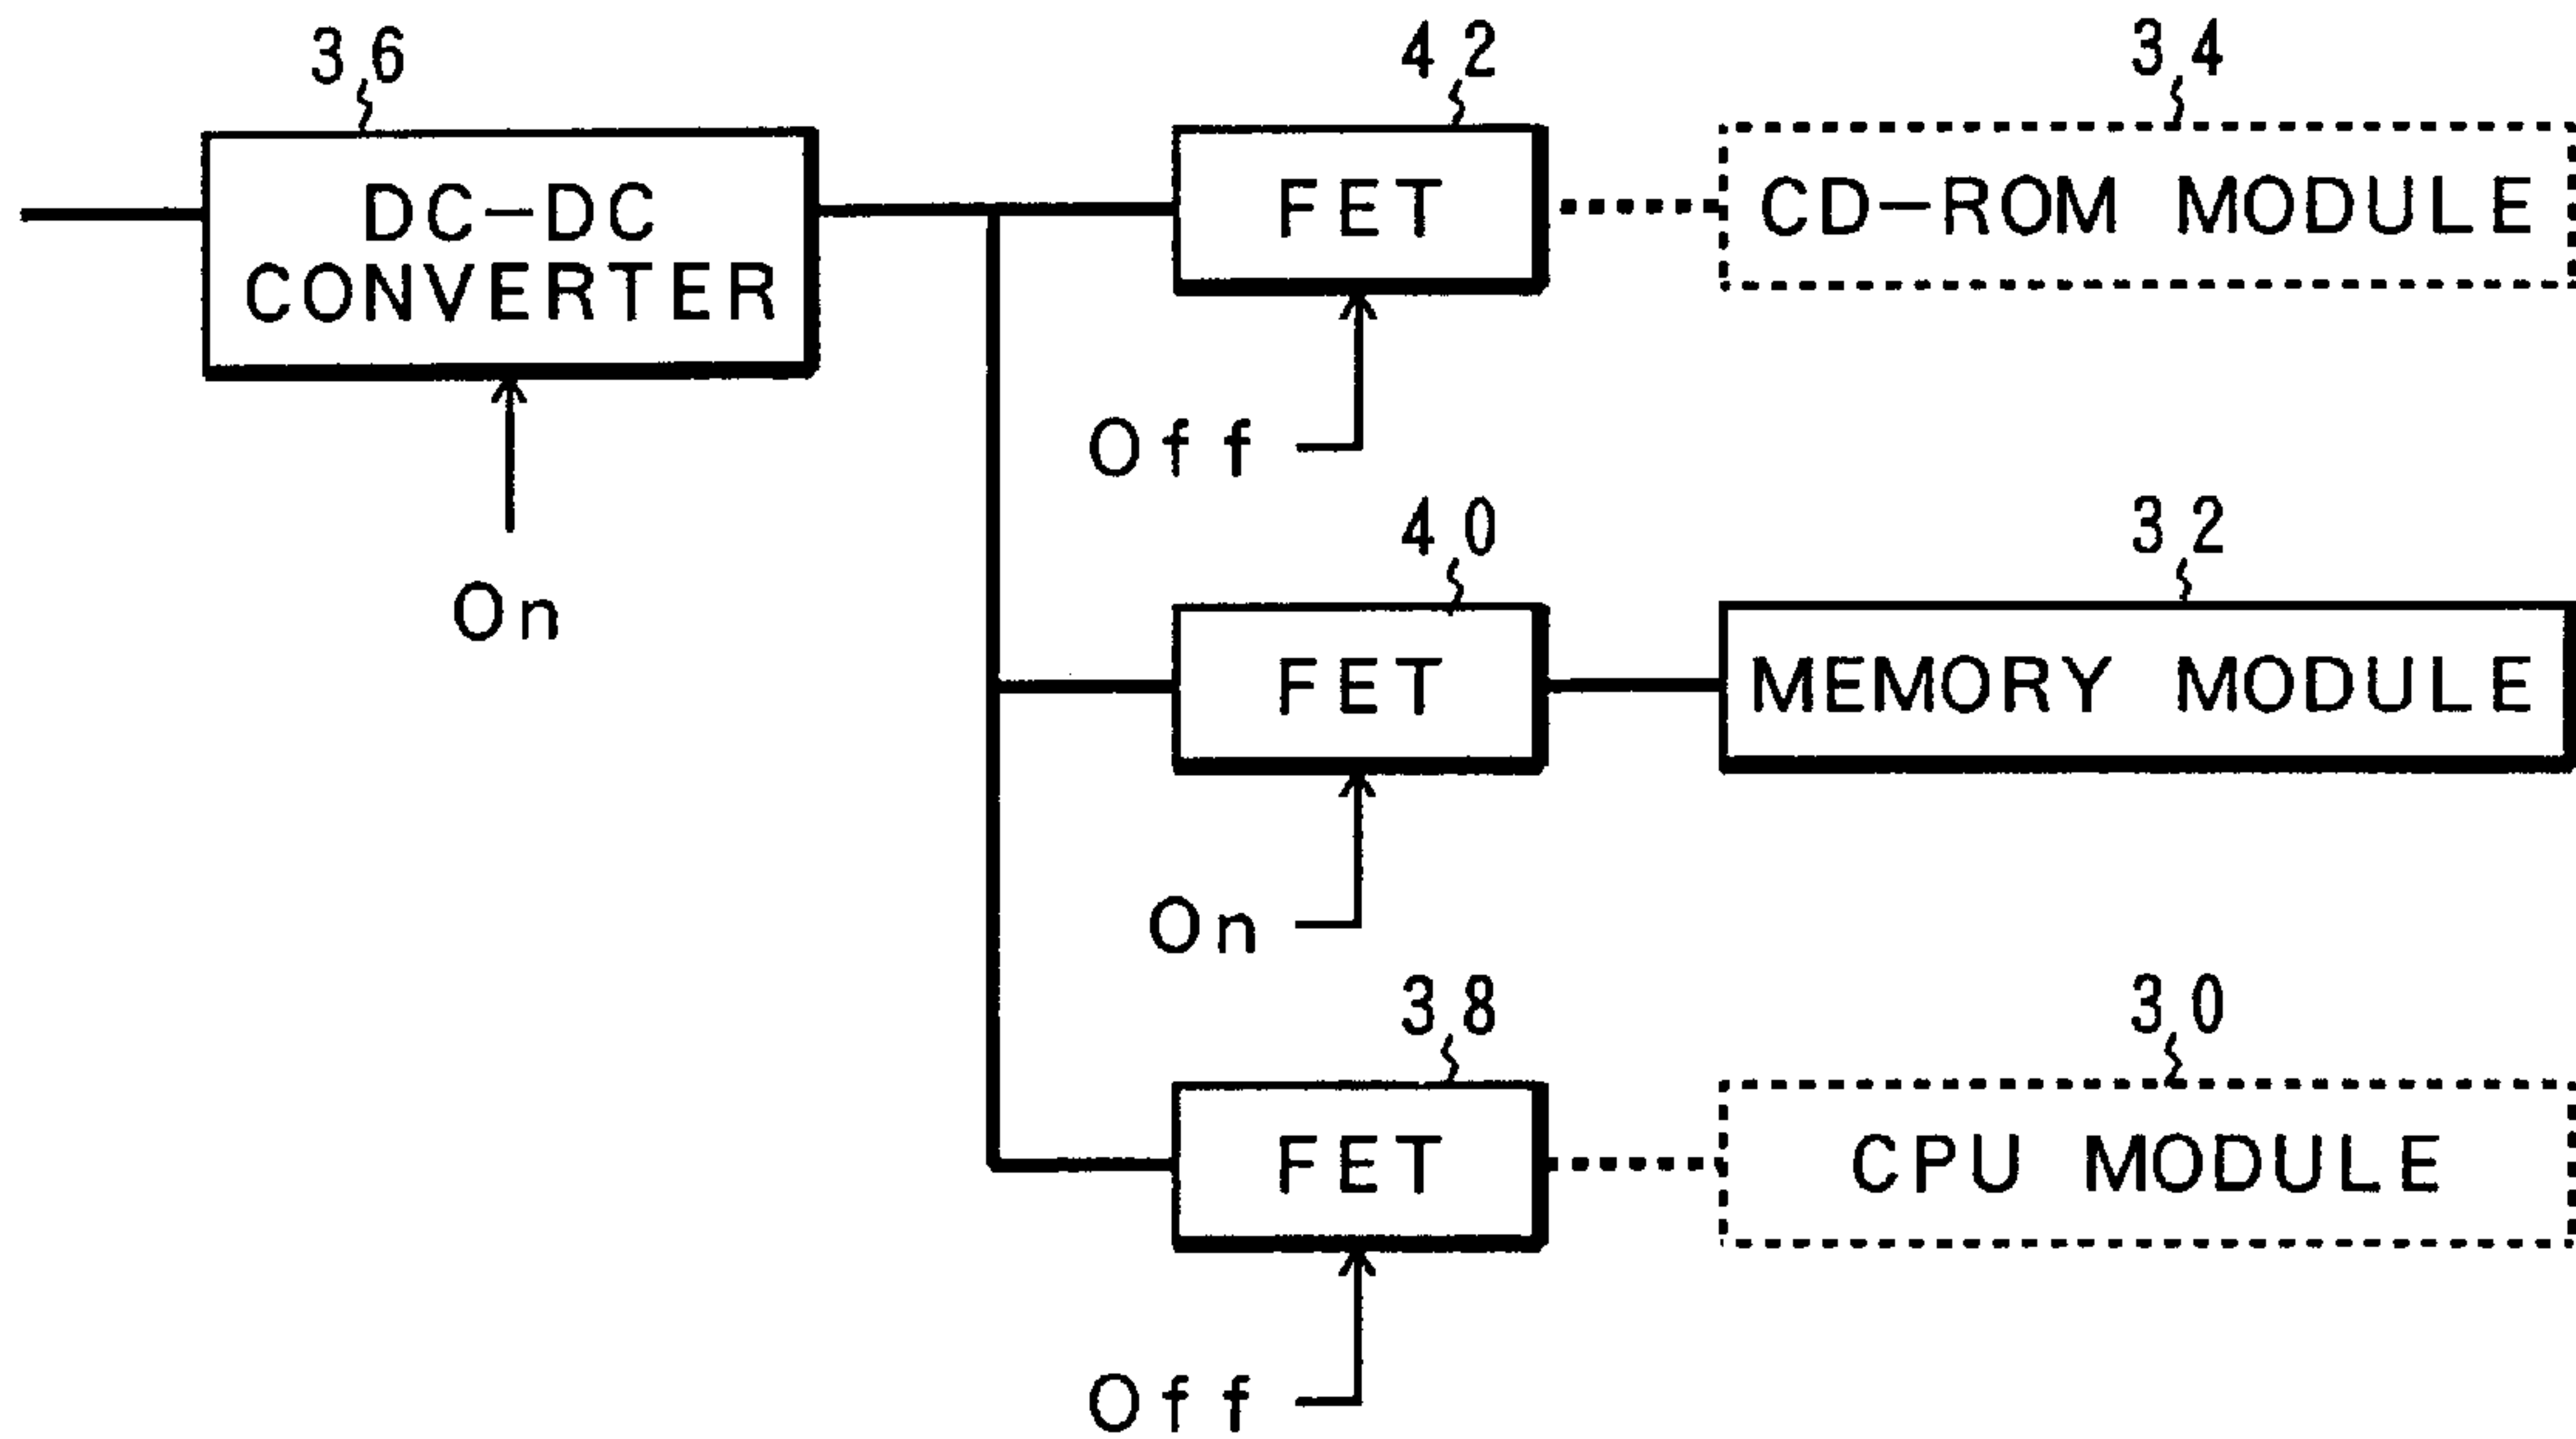 36
42
34
DC-DC
CONVERTER
FET
CD-ROM MODULE
Off
On
40
32
FET
MEMORY MODULE
On
38
30
FET
CPU MODULE
Off